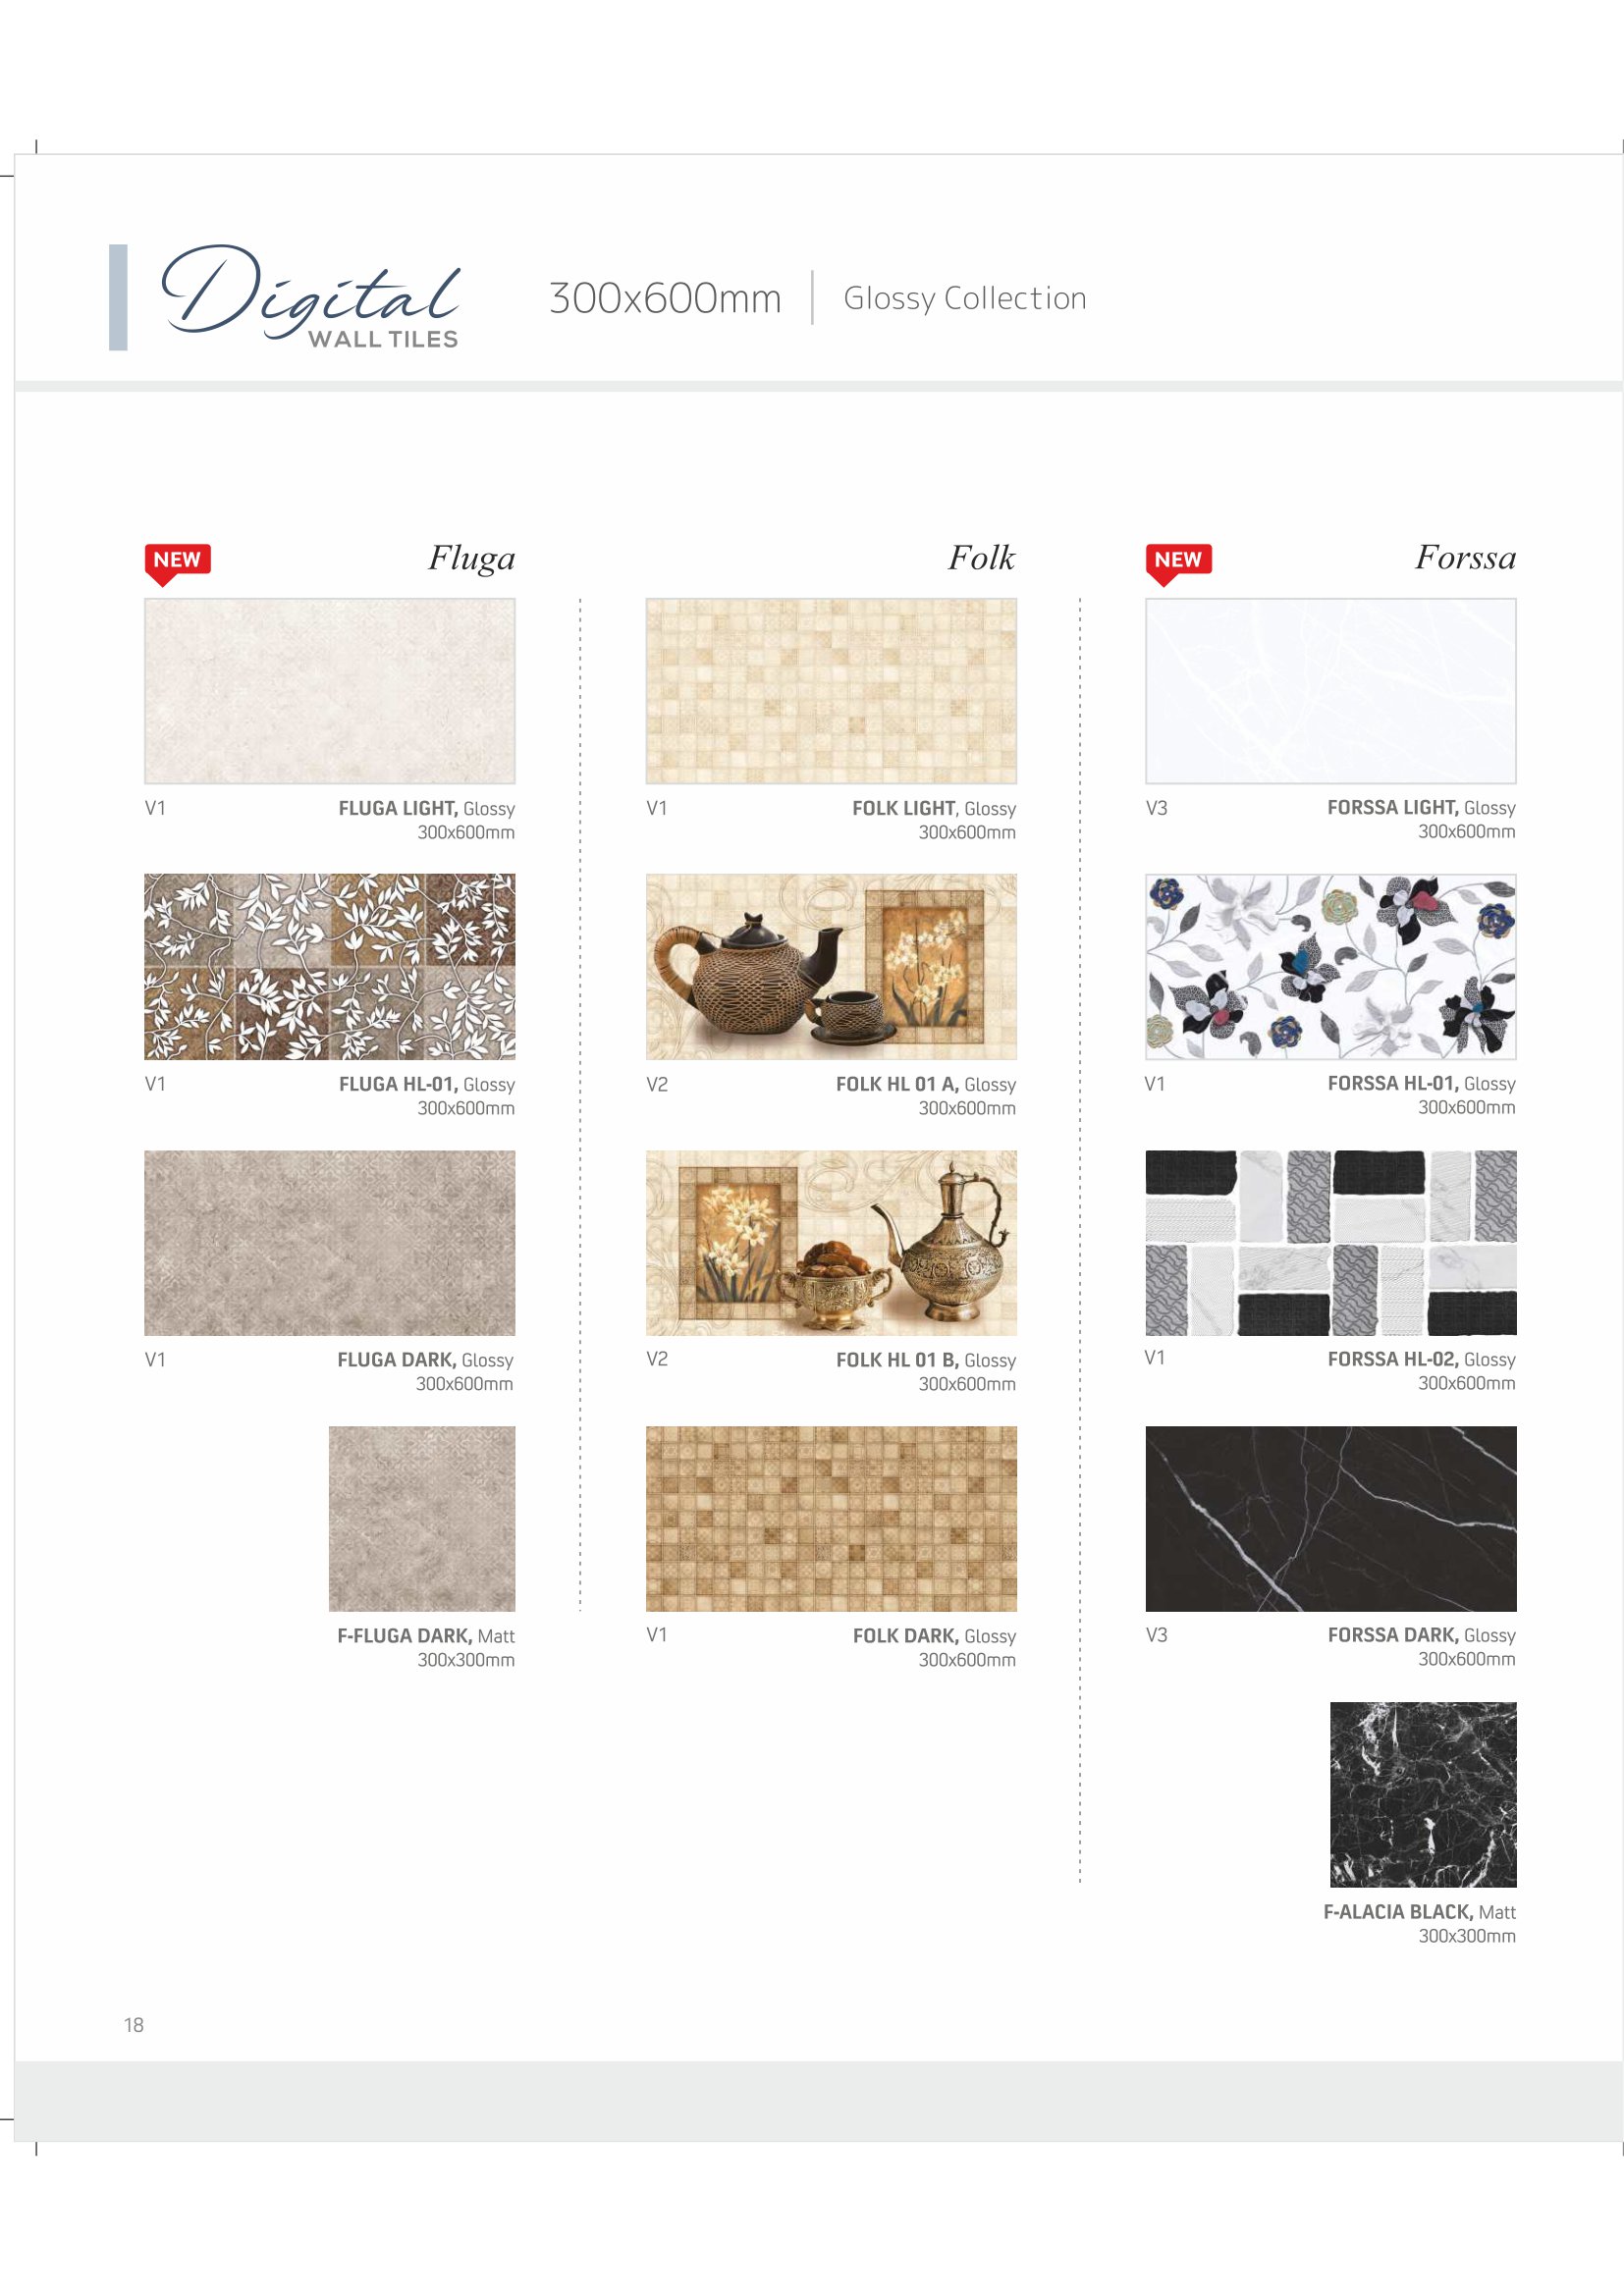 Digital
WALL TILES
300x600mm
Glossy Collection
NEW
Fluga
V1
FLUGA LIGHT, Glossy
300x600mm
V1
FLUGA HL-01, Glossy
300x600mm
V1
FLUGA DARK, Glossy
300x600mm
F-FLUGA DARK, Matt
300x300mm
Folk
V1
FOLK LIGHT, Glossy
300x600mm
V2
FOLK HL 01 A, Glossy
300x600mm
V2
FOLK HL 01 B, Glossy
300x600mm
V1
FOLK DARK, Glossy
300x600mm
NEW
Forssa
V3
FORSSA LIGHT, Glossy
300x600mm
V1
FORSSA HL-01, Glossy
300x600mm
V1
FORSSA HL-02, Glossy
300x600mm
V3
FORSSA DARK, Glossy
300x600mm
F-ALACIA BLACK, Matt
300x300mm
18